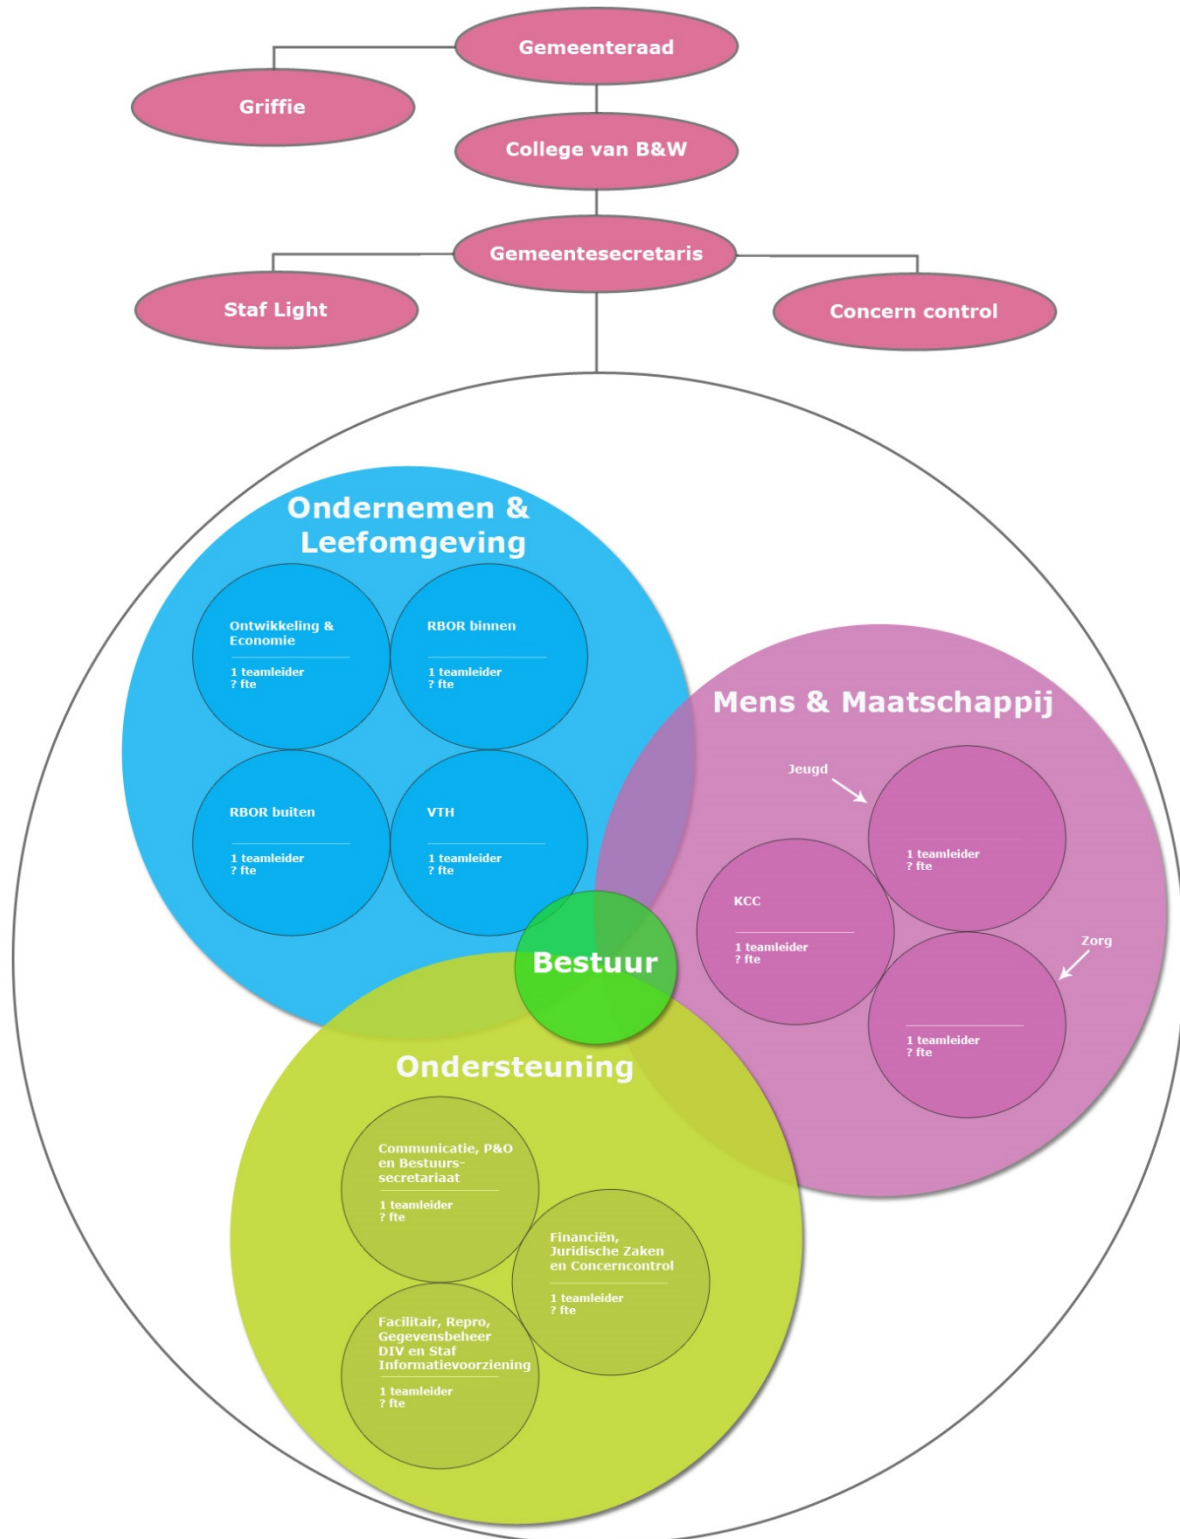 Gemeenteraad
Griffie
College van B&W
Gemeentesecretaris
Staf Light
Concern control
Ondernemen &
Leefomgeving
Ontwikkeling &
Economie
1 teamleider
? fte
RBOR binnen
1 teamleider
? fte
RBOR buiten
1 teamleider
? fte
VTH
1 teamleider
? fte
Mens & Maatschappij
Jeugd
1 teamleider
? fte
KCC
1 teamleider
? fte
Zorg
1 teamleider
? fte
Bestuur
Ondersteuning
Communicatie, P&O
en Bestuurs-
secretariaat
1 teamleider
? fte
Financiën,
Juridische Zaken
en Concerncontrol
1 teamleider
? fte
Facilitair, Repro,
Gegevensbeheer
DIV en Staf
Informatievoorziening
1 teamleider
? fte